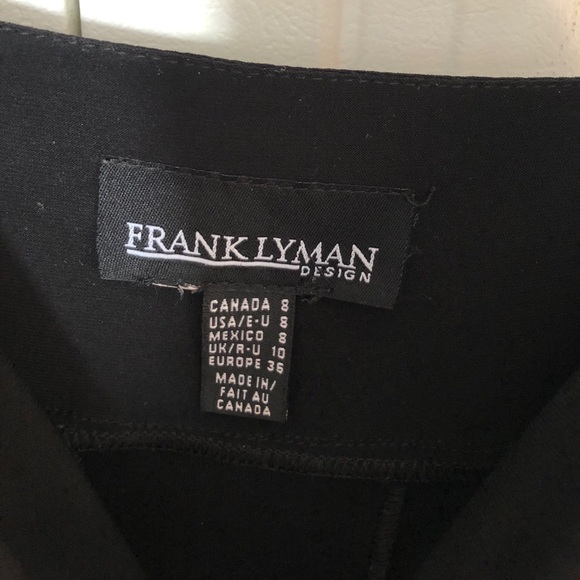 FRANK LYMAN
DESIGN
CANADA 8
USA/E-U 8
MEXICO 8
UK/R-U 10
EUROPE 36
MADE IN/
FAIT AU
CANADA